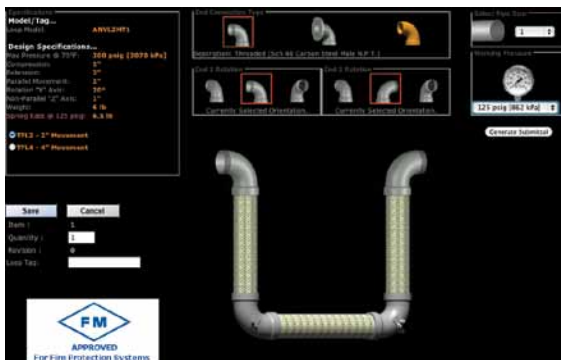 Specifications
Model/Tag...
Loop Model: ANVL2MT1
Design Specifications...
Max Pressure @ 70°F: 300 psig [2070 kPa]
Compression: 2"
Extension: 2"
Parallel Movement: 2"
Rotation "Y" Axis: 20°
Non-Parallel "Z" Axis: 1"
Weight: 6 lb
Spring Rate @ 125 psig: 6.3 lb
TFL2 - 2" Movement
TFL4 - 4" Movement
End Connection Type
Description: Threaded [Sch 40 Carbon Steel Male N.P.T.]
End 1 Rotation
Currently Selected Orientation.
End 2 Rotation
Currently Selected Orientation.
Select Pipe Size
1
Working Pressure
125 psig [862 kPa]
Generate Submittal
Save
Cancel
Item : 1
Quantity : 1
Revision : 0
Loop Tag:
FM
APPROVED
For Fire Protection Systems